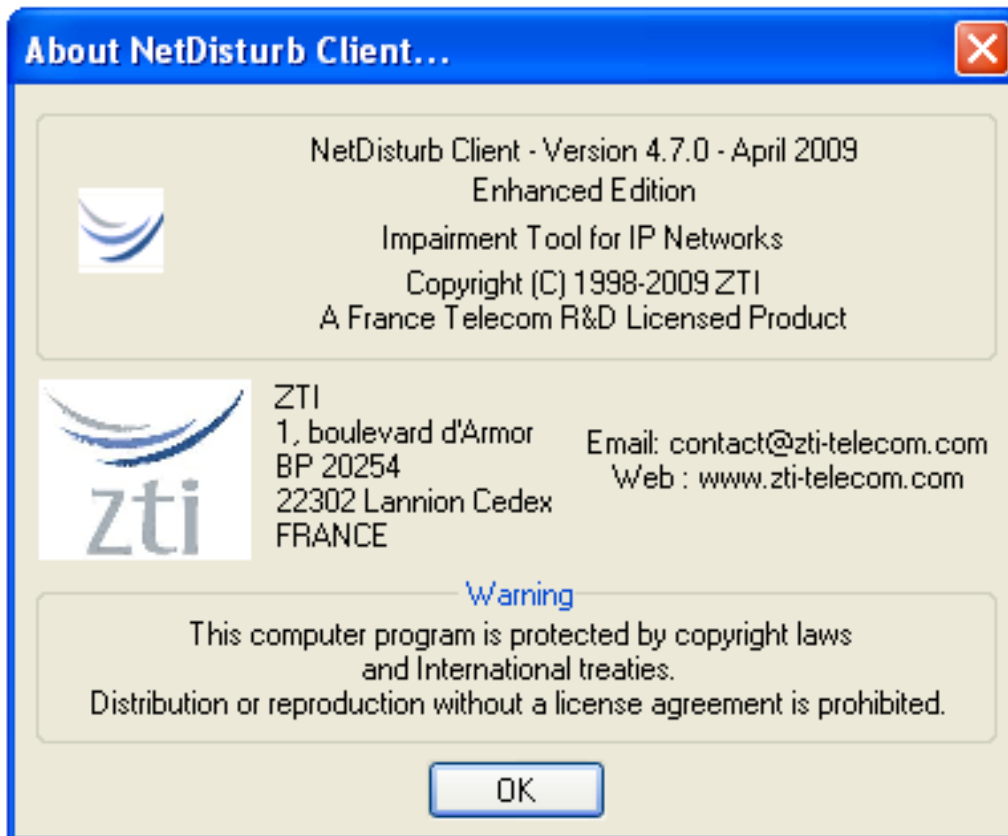 About NetDisturb Client...
NetDisturb Client - Version 4.7.0 - April 2009
Enhanced Edition
Impairment Tool for IP Networks
Copyright (C) 1998-2009 ZTI
A France Telecom R&D Licensed Product
zti
ZTI
1, boulevard d'Armor
BP 20254
22302 Lannion Cedex
FRANCE
Email: contact@zti-telecom.com
Web : www.zti-telecom.com
Warning
This computer program is protected by copyright laws
and International treaties.
Distribution or reproduction without a license agreement is prohibited.
OK